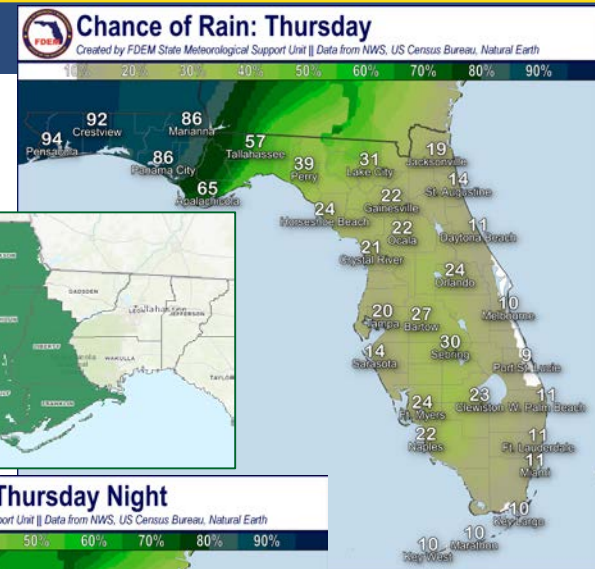 FDEM
Chance of Rain: Thursday
Created by FDEM State Meteorological Support Unit || Data from NWS, US Census Bureau, Natural Earth
10% 20% 30% 40% 50% 60% 70% 80% 90%
92
Crestview
86
Marianna
94
Pensacola
86
Panama City
57
Tallahassee
65
Apalachicola
39
Perry
31
Lake City
19
Jacksonville
14
St. Augustine
24
Horseshoe Beach
22
Gainesville
22
Ocala
11
Daytona Beach
21
Crystal River
24
Orlando
10
Melbourne
20
Tampa
27
Bartow
30
Sebring
9
Port St. Lucie
14
Sarasota
24
Ft. Myers
23
Clewiston
11
W. Palm Beach
22
Naples
11
Ft. Lauderdale
11
Miami
10
Key Largo
10
Marathon
10
Key West
GADSDEN
LEON
Tallahassee
JEFFERSON
LIBERTY
WAKULLA
FRANKLIN
TAYLOR
Thursday Night
port Unit || Data from NWS, US Census Bureau, Natural Earth
50% 60% 70% 80% 90%